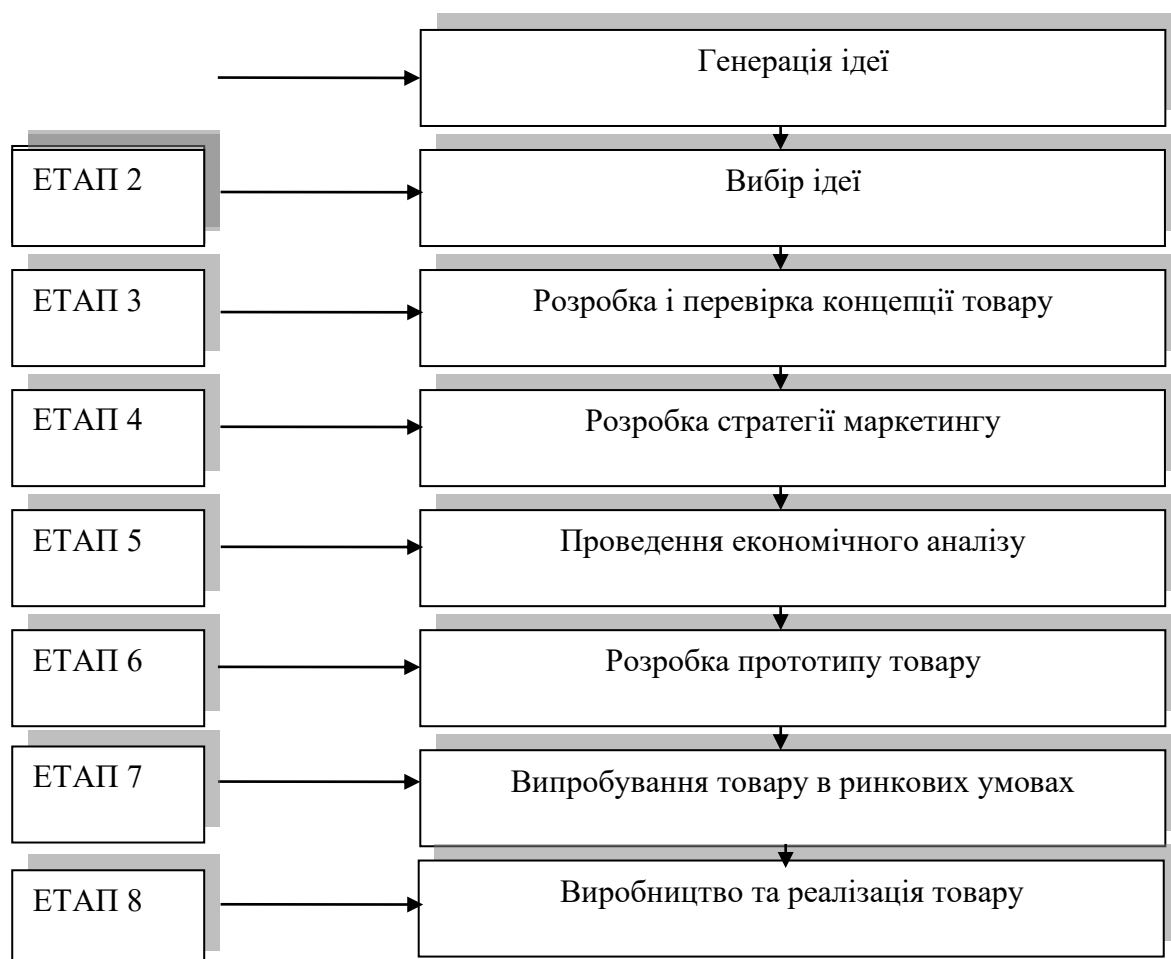 Генерація ідеї
ЕТАП 2
Вибір ідеї
ЕТАП 3
Розробка і перевірка концепції товару
ЕТАП 4
Розробка стратегії маркетингу
ЕТАП 5
Проведення економічного аналізу
ЕТАП 6
Розробка прототипу товару
ЕТАП 7
Випробування товару в ринкових умовах
ЕТАП 8
Виробництво та реалізація товару